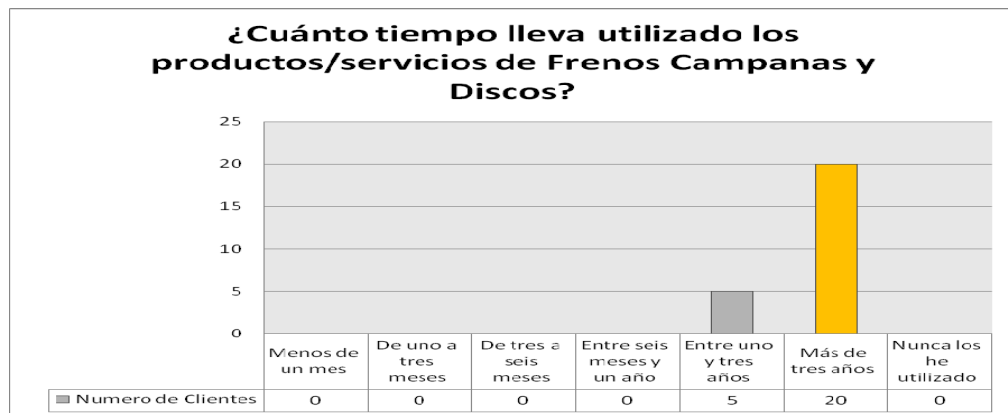 ¿Cuánto tiempo lleva utilizado los
productos/servicios de Frenos Campanas y
Discos?
25
20
15
10
5
0
Menos de
un mes
De uno a
tres
meses
De tres a
seis
meses
Entre seis
meses y
un año
Entre uno
y tres
años
Más de
tres años
Nunca los
he
utilizado
Numero de Clientes 0 0 0 0 5 20 0